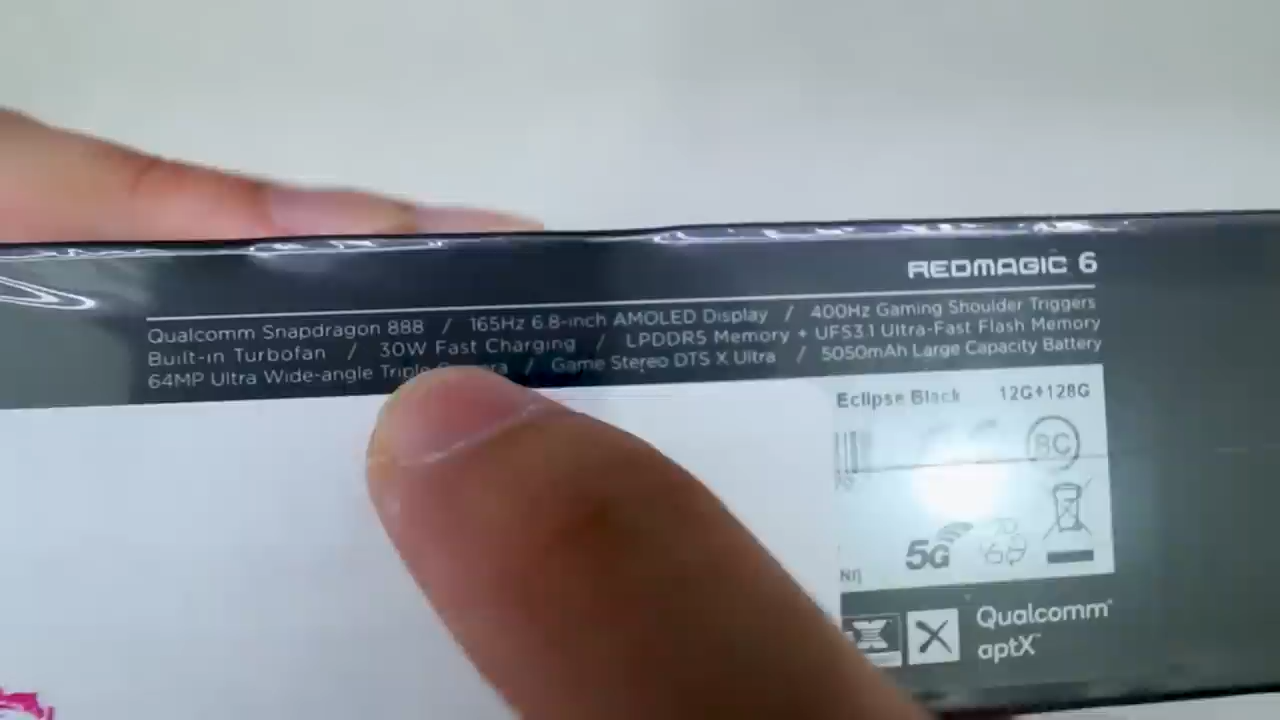 REDMAGIC 6
Qualcomm Snapdragon 888 / 165Hz 6.8-inch AMOLED Display / 400Hz Gaming Shoulder Triggers
Built-in Turbofan / 30W Fast Charging / LPDDR5 Memory + UFS3.1 Ultra-Fast Flash Memory
64MP Ultra Wide-angle Triple / Game Stereo DTS X Ultra / 5050mAh Large Capacity Battery
Eclipse Black 12G+128G
BC
5G
Qualcomm
aptX™